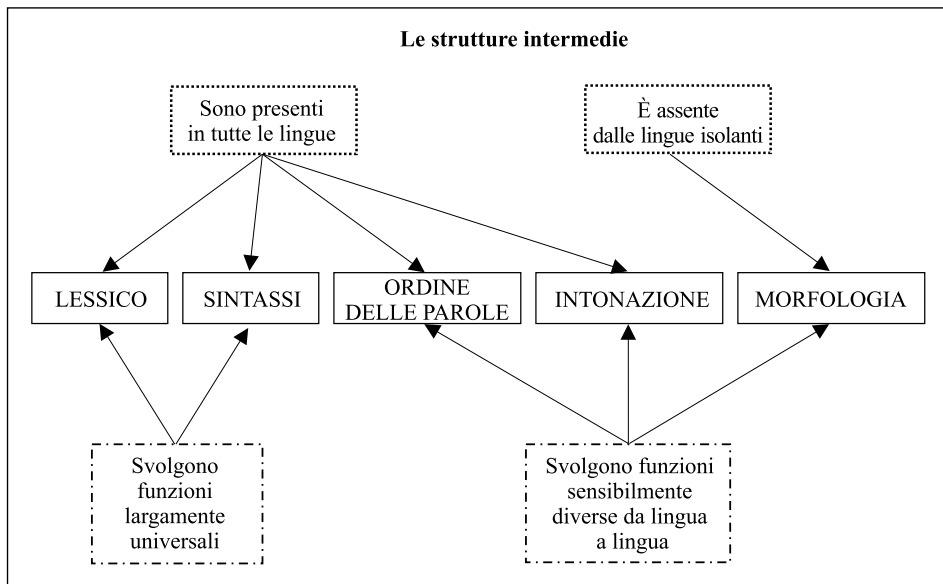 Le strutture intermedie
Sono presenti
in tutte le lingue
È assente
dalle lingue isolanti
LESSICO
SINTASSI
ORDINE
DELLE PAROLE
INTONAZIONE
MORFOLOGIA
Svolgono
funzioni
largamente
universali
Svolgono funzioni
sensibilmente
diverse da lingua
a lingua